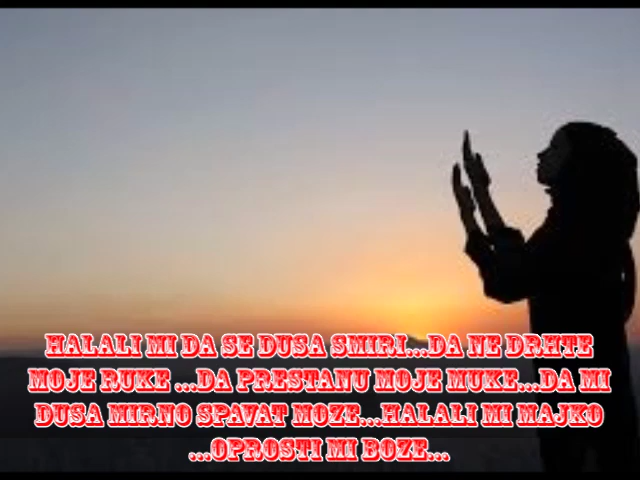 HALALI MI DA SE DUSA SMIRI...DA NE DRHTE
MOJE RUKE ...DA PRESTANU MOJE MUKE...DA MI
DUSA MIRNO SPAVAT MOZE...HALALI MI MAJKO
...OPROSTI MI BOZE...